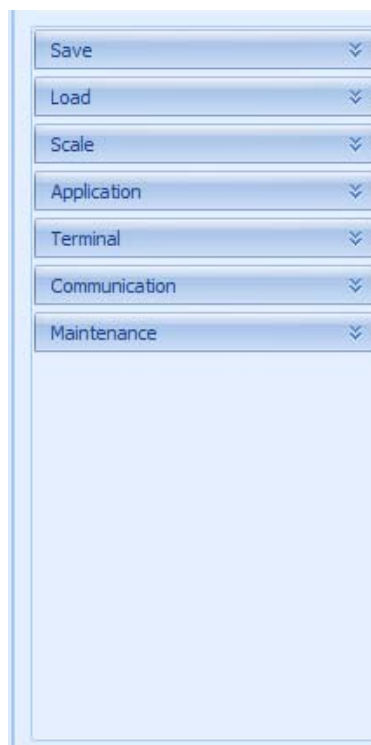 Save
Load
Scale
Application
Terminal
Communication
Maintenance